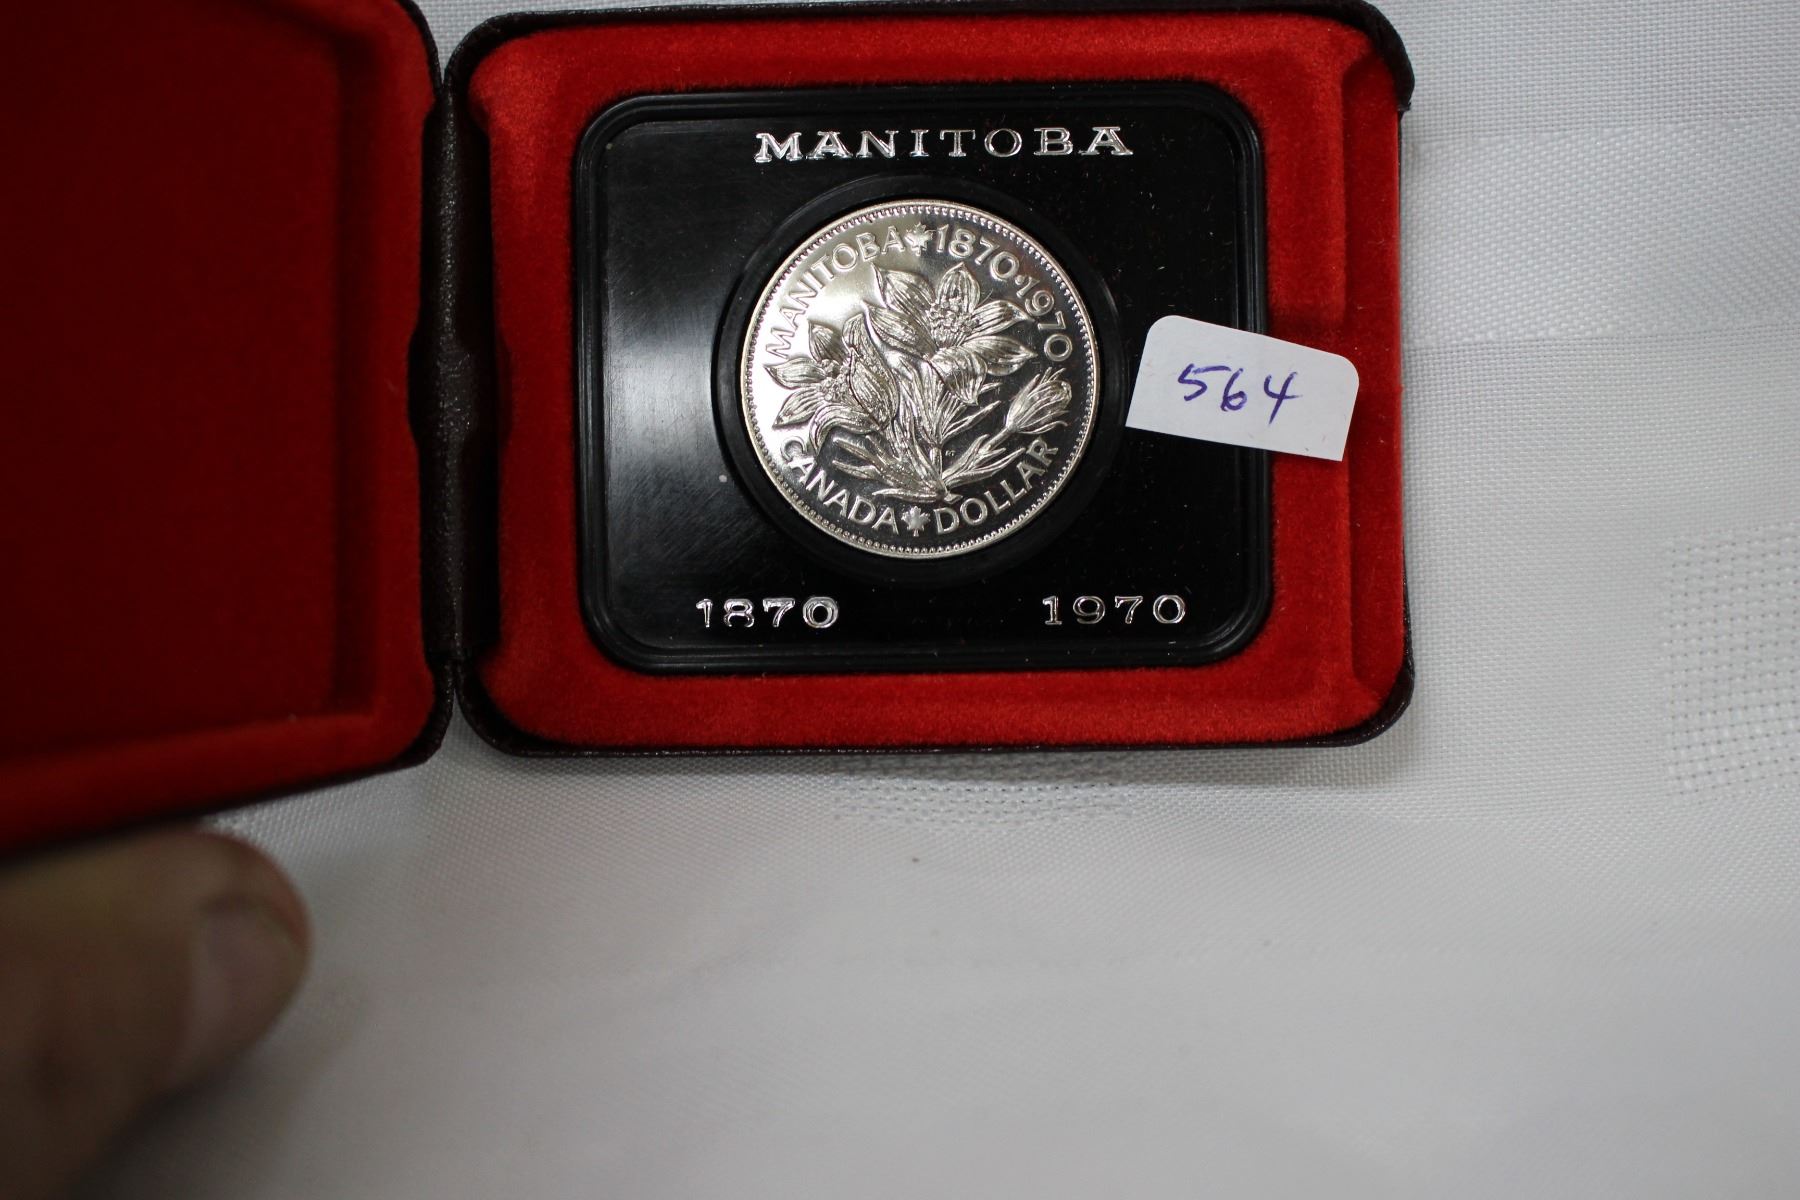 MANITOBA
MANITOBA 1870·1970
CANADA DOLLAR
564
1870 1970